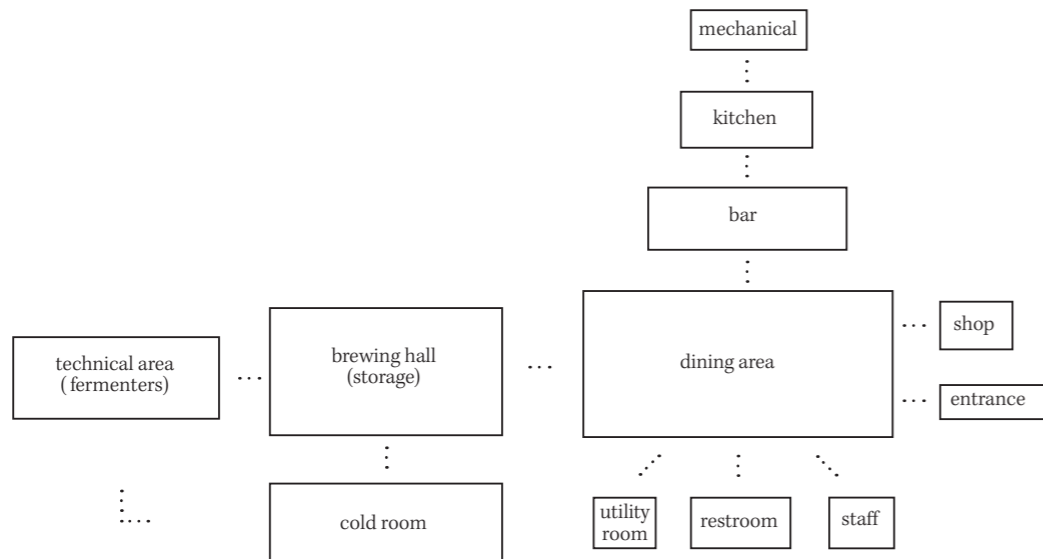 mechanical
kitchen
bar
technical area
( fermenters)
brewing hall
(storage)
dining area
shop
entrance
cold room
utility
room
restroom
staff